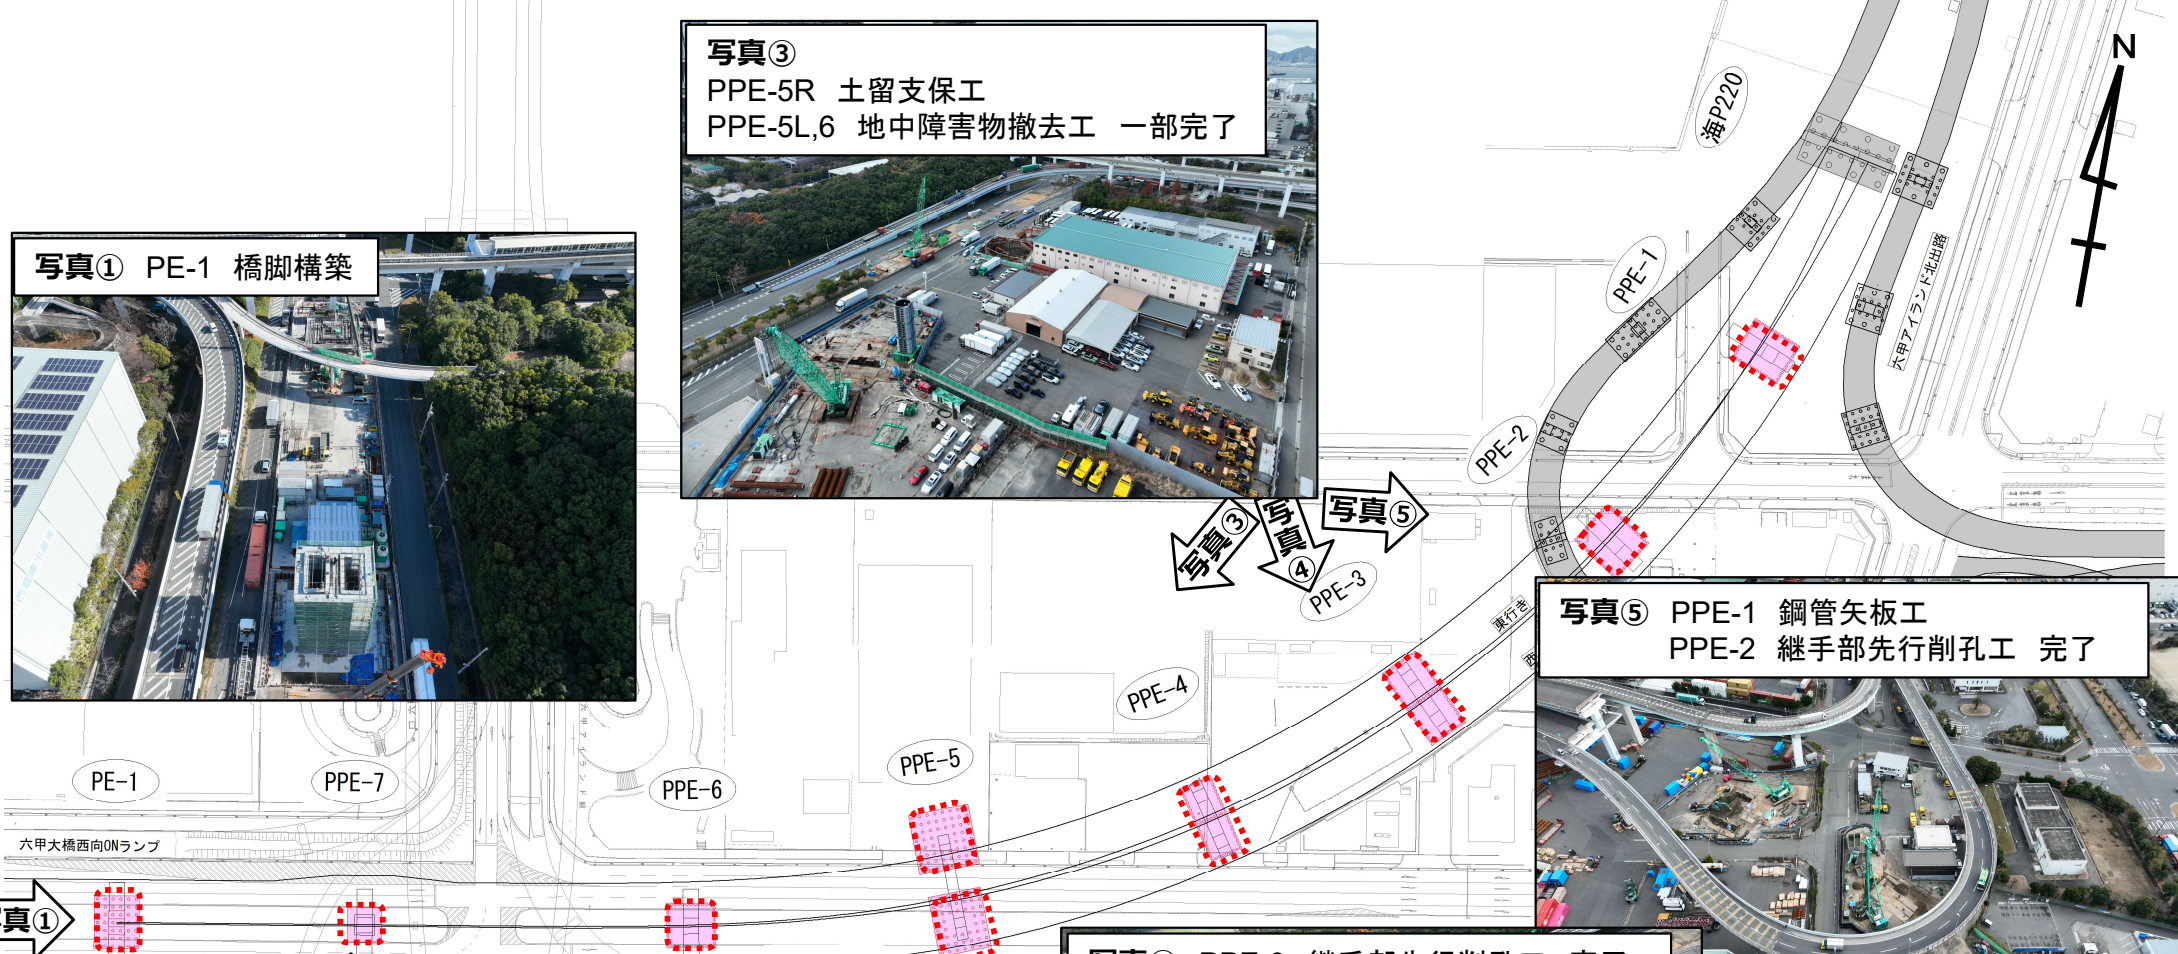 写真③
PPE-5R 土留支保工
PPE-5L,6 地中障害物撤去工 一部完了
N
海P220
写真① PE-1 橋脚構築
PPE-1
六甲アイランド北出路
PPE-2
写真③
写真④
写真⑤
PPE-3
東行き
西
写真⑤ PPE-1 鋼管矢板工
PPE-2 継手部先行削孔工 完了
PPE-4
PPE-5
PE-1
PPE-7
PPE-6
六甲大橋西向ONランプ
真①